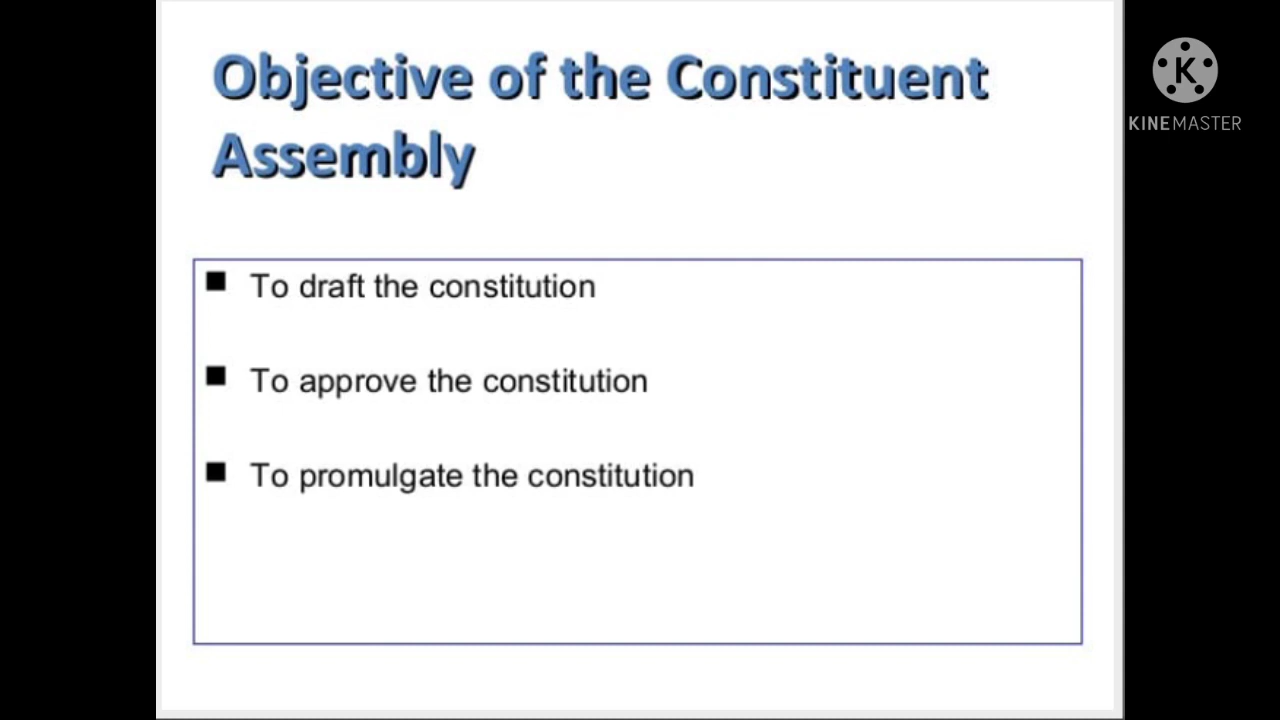 Objective of the Constituent
Assembly
To draft the constitution
To approve the constitution
To promulgate the constitution
K
KINEMASTER